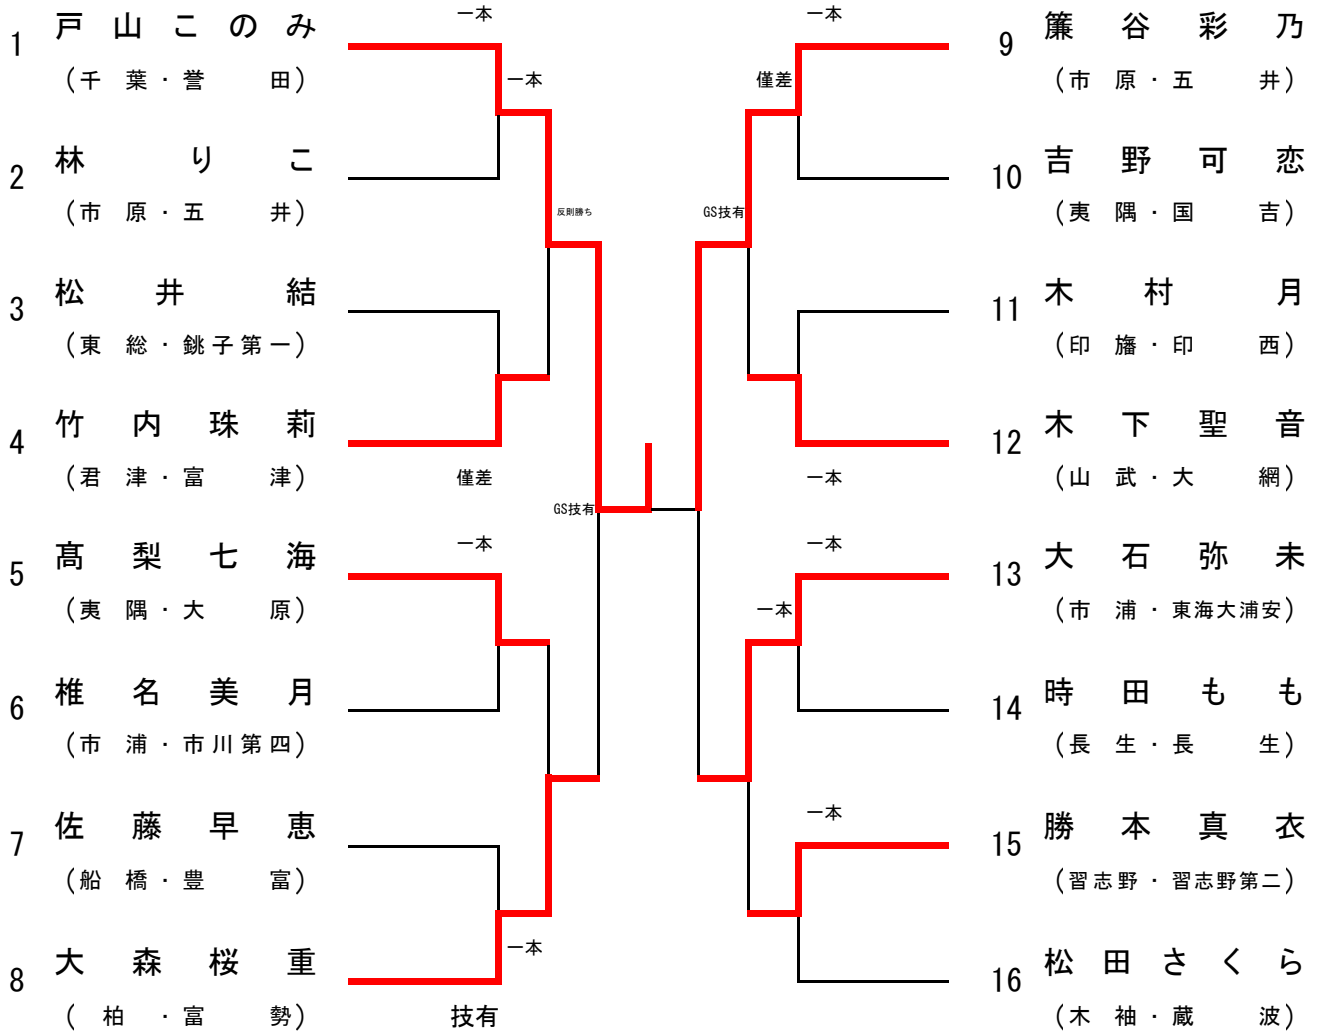 一本
1 戸山このみ
(千葉・誉田)
一本
2 林りこ
(市原・五井)
反則勝ち
3 松井結
(東総・銚子第一)
4 竹内珠莉
(君津・富津)
僅差
GS技有
一本
5 髙梨七海
(夷隅・大原)
6 椎名美月
(市浦・市川第四)
7 佐藤早恵
(船橋・豊富)
一本
8 大森桜重
(柏・富勢)
技有
一本
9 簾谷彩乃
(市原・五井)
僅差
10 吉野可恋
(夷隅・国吉)
GS技有
11 木村月
(印旛・印西)
12 木下聖音
(山武・大網)
一本
一本
13 大石弥未
(市浦・東海大浦安)
一本
14 時田もも
(長生・長生)
一本
15 勝本真衣
(習志野・習志野第二)
16 松田さくら
(木袖・蔵波)